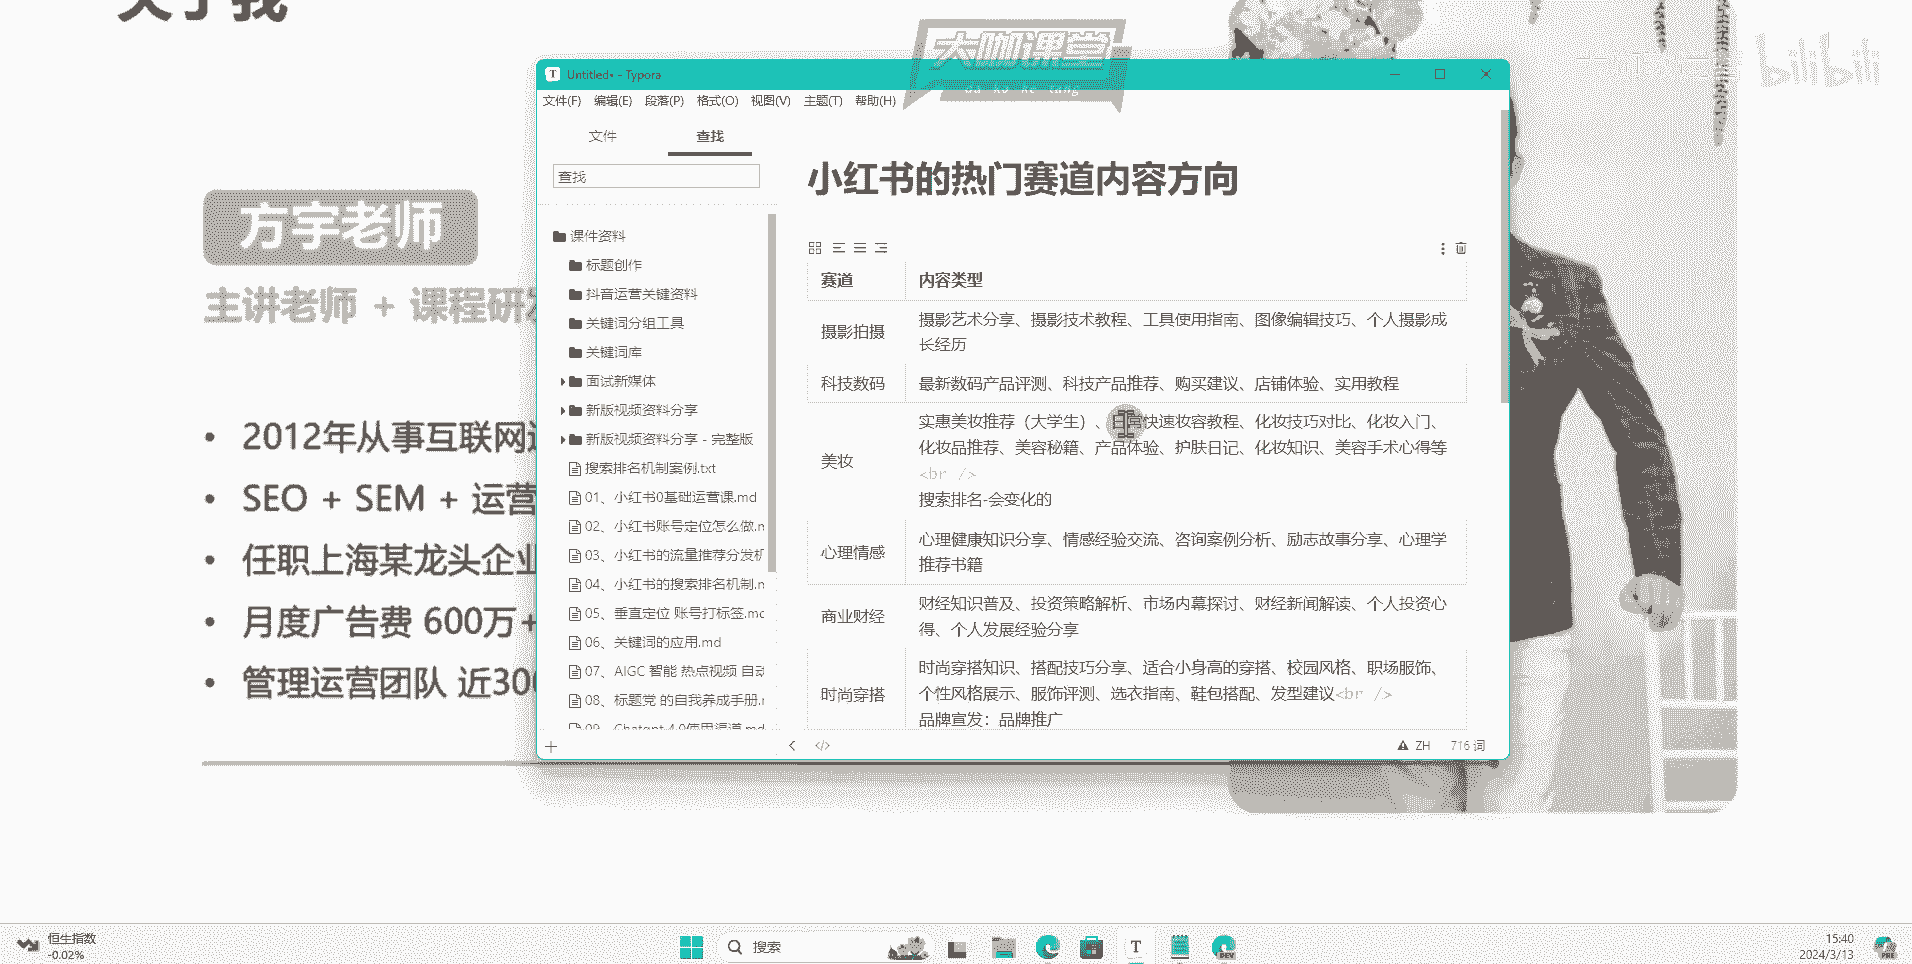 关于我
大咖课堂
da ka ke tang
bilibili
Untitled• - Typora
文件(F) 编辑(E) 段落(P) 格式(O) 视图(V) 主题(T) 帮助(H)
文件 查找
查找
课件资料
标题创作
抖音运营关键资料
关键词分组工具
关键词库
面试新媒体
新版视频资料分享
新版视频资料分享 - 完整版
搜索排名机制案例.txt
01、小红书0基础运营课.md
02、小红书账号定位怎么做.m
03、小红书的流量推荐分发机
04、小红书的搜索排名机制.m
05、垂直定位 账号打标签.mc
06、关键词的应用.md
07、AIGC 智能 热点视频 自动
08、标题党 的自我养成手册.r
09、Chatgpt 4.0使用渠道.md
小红书的热门赛道内容方向
赛道 内容类型
摄影拍摄 摄影艺术分享、摄影技术教程、工具使用指南、图像编辑技巧、个人摄影成
长经历
科技数码 最新数码产品评测、科技产品推荐、购买建议、店铺体验、实用教程
美妆 实惠美妆推荐（大学生）、日常快速妆容教程、化妆技巧对比、化妆入门、
化妆品推荐、美容秘籍、产品体验、护肤日记、化妆知识、美容手术心得等
<br />
搜索排名-会变化的
心理情感 心理健康知识分享、情感经验交流、咨询案例分析、励志故事分享、心理学
推荐书籍
商业财经 财经知识普及、投资策略解析、市场内幕探讨、财经新闻解读、个人投资心
得、个人发展经验分享
时尚穿搭 时尚穿搭知识、搭配技巧分享、适合小身高的穿搭、校园风格、职场服饰、
个性风格展示、服饰评测、选衣指南、鞋包搭配、发型建议<br />
品牌宣发：品牌推广
ZH 716 词
方宇老师
主讲老师 + 课程研发
2012年从事互联网
SEO + SEM + 运营
任职上海某龙头企业
月度广告费 600万+
管理运营团队 近300
恒生指数
-0.02%
搜索
15:40
2024/3/13